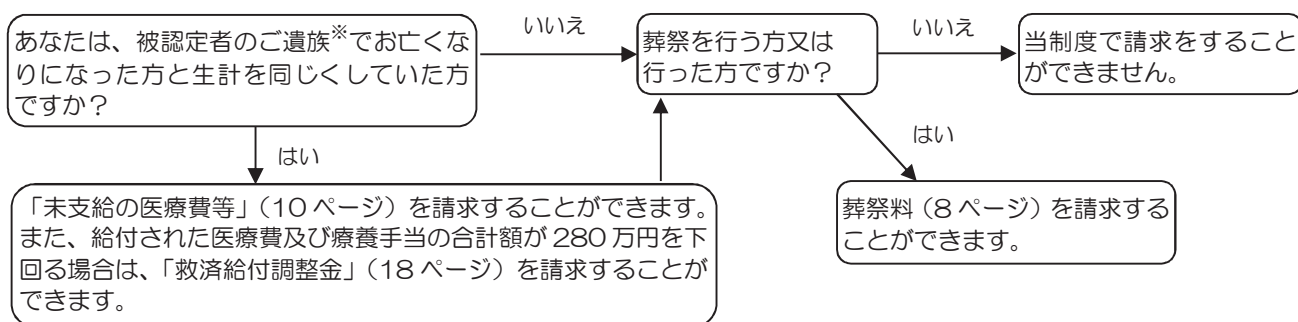 あなたは、被認定者のご遺族※でお亡くな
りになった方と生計を同じくしていた方
ですか？
いいえ
葬祭を行う方又は
行った方ですか？
いいえ
当制度で請求をすること
ができません。
はい
はい
「未支給の医療費等」（10 ページ）を請求することができます。
また、給付された医療費及び療養手当の合計額が 280 万円を下
回る場合は、「救済給付調整金」（18 ページ）を請求することが
できます。
葬祭料（8 ページ）を請求する
ことができます。